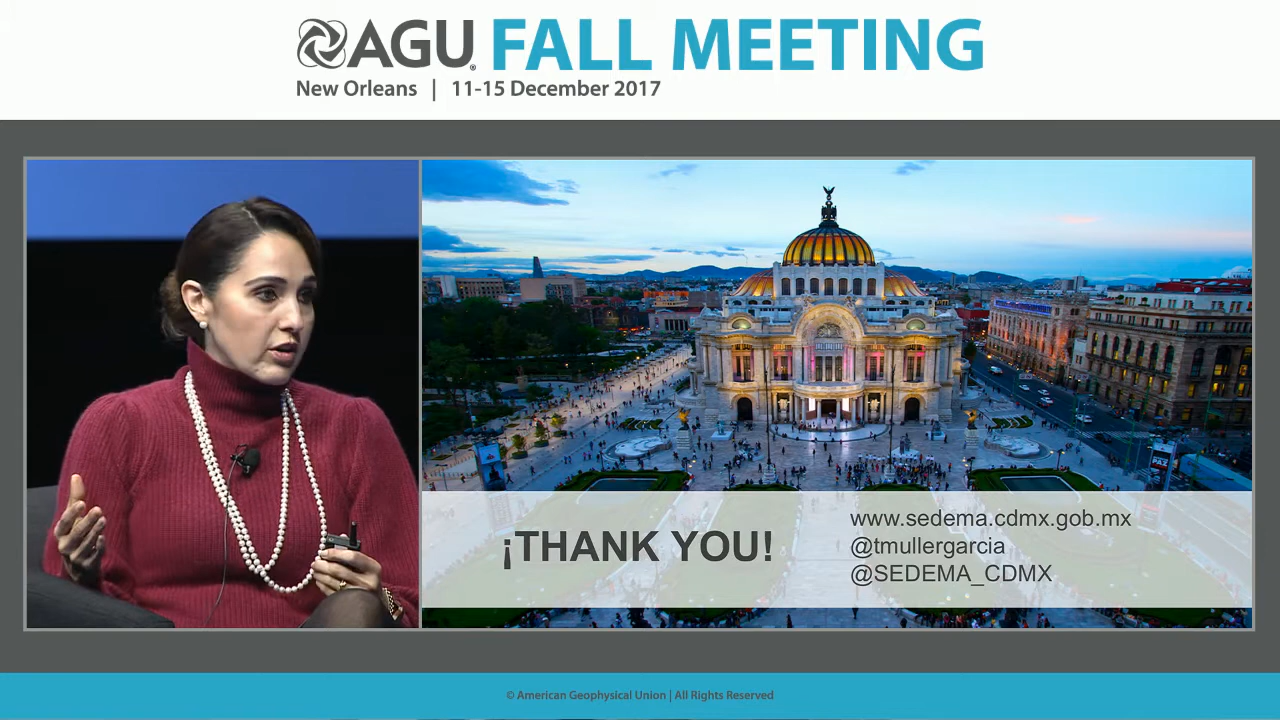 AGU FALL MEETING
New Orleans | 11-15 December 2017
¡THANK YOU!
www.sedema.cdmx.gob.mx
@tmullergarcia
@SEDEMA_CDMX
© American Geophysical Union | All Rights Reserved